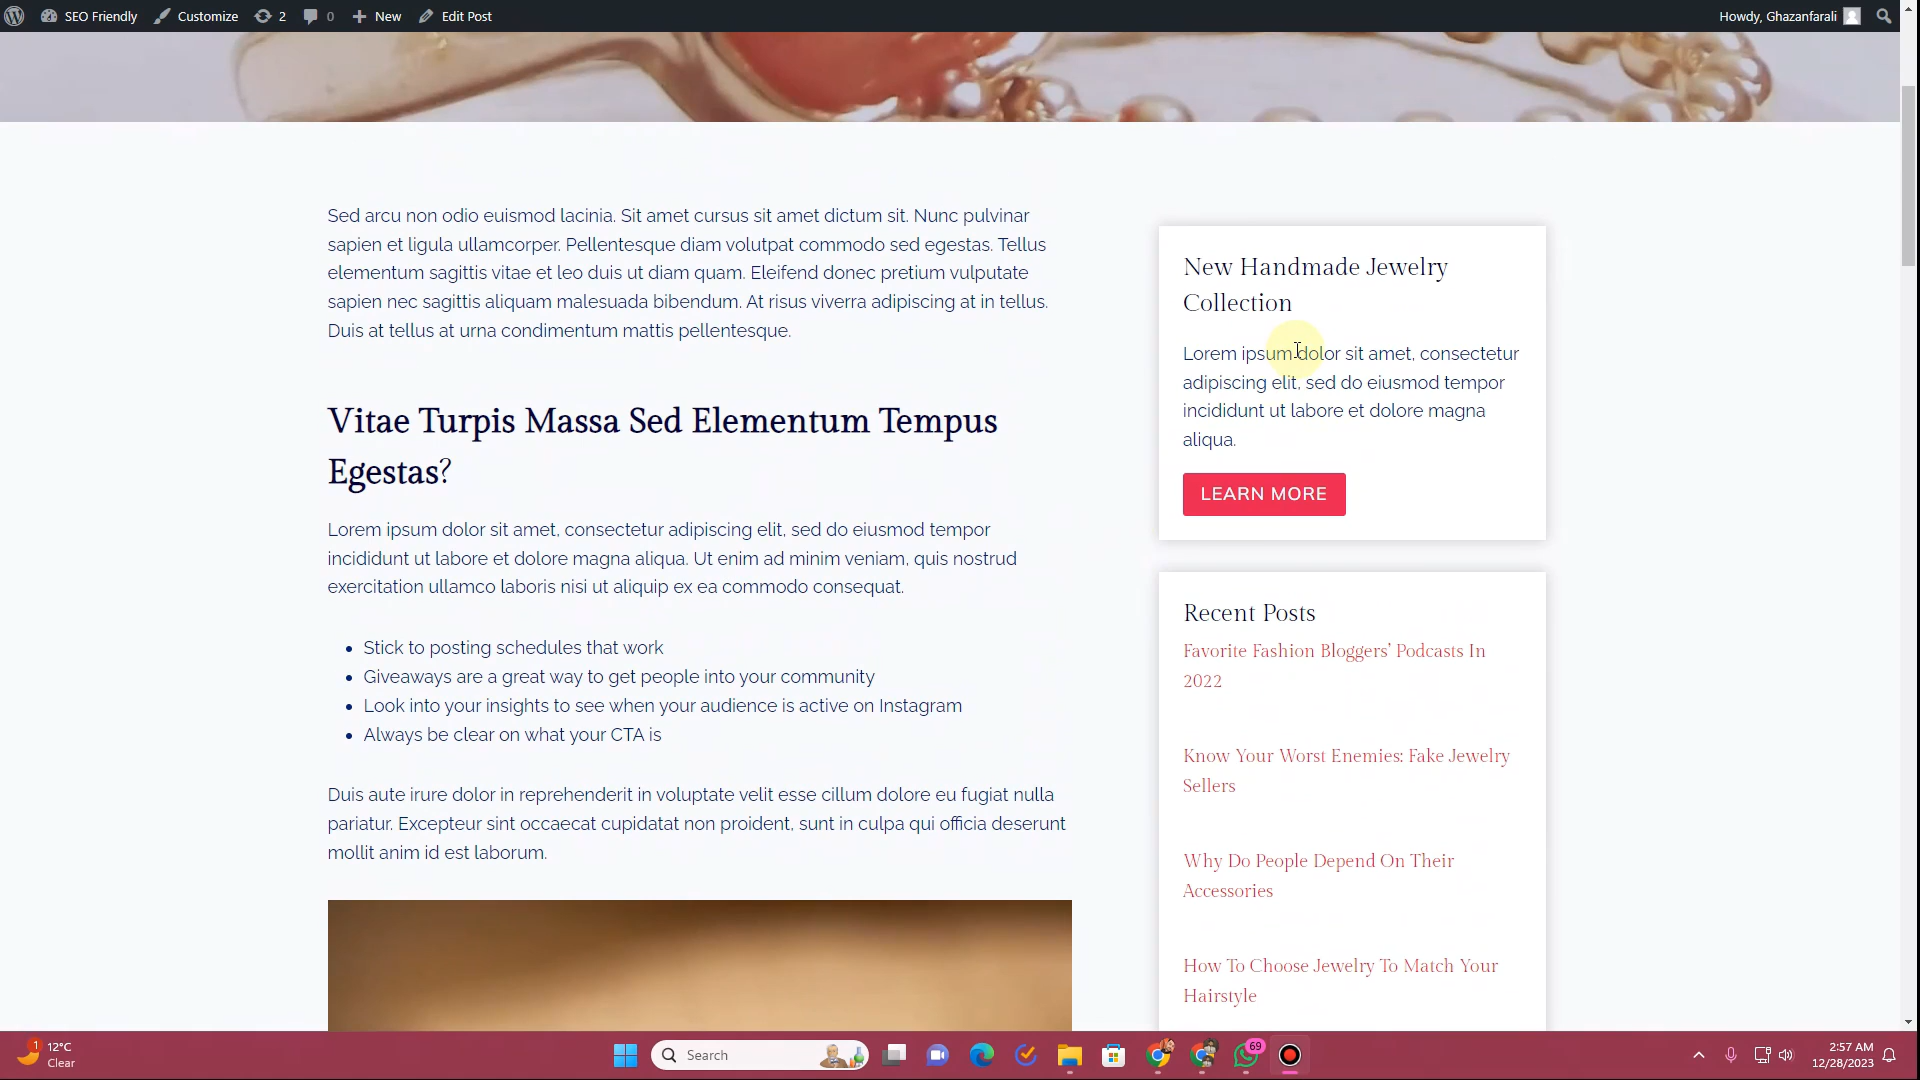 SEO Friendly
Customize
2
0
New
Edit Post
Howdy, Ghazanfarali
Sed arcu non odio euismod lacinia. Sit amet cursus sit amet dictum sit. Nunc pulvinar
sapien et ligula ullamcorper. Pellentesque diam volutpat commodo sed egestas. Tellus
elementum sagittis vitae et leo duis ut diam quam. Eleifend donec pretium vulputate
sapien nec sagittis aliquam malesuada bibendum. At risus viverra adipiscing at in tellus.
Duis at tellus at urna condimentum mattis pellentesque.
Vitae Turpis Massa Sed Elementum Tempus
Egestas?
Lorem ipsum dolor sit amet, consectetur adipiscing elit, sed do eiusmod tempor
incididunt ut labore et dolore magna aliqua. Ut enim ad minim veniam, quis nostrud
exercitation ullamco laboris nisi ut aliquip ex ea commodo consequat.
• Stick to posting schedules that work
• Giveaways are a great way to get people into your community
• Look into your insights to see when your audience is active on Instagram
• Always be clear on what your CTA is
Duis aute irure dolor in reprehenderit in voluptate velit esse cillum dolore eu fugiat nulla
pariatur. Excepteur sint occaecat cupidatat non proident, sunt in culpa qui officia deserunt
mollit anim id est laborum.
New Handmade Jewelry
Collection
Lorem ipsum dolor sit amet, consectetur
adipiscing elit, sed do eiusmod tempor
incididunt ut labore et dolore magna
aliqua.
LEARN MORE
Recent Posts
Favorite Fashion Bloggers’ Podcasts In
2022
Know Your Worst Enemies: Fake Jewelry
Sellers
Why Do People Depend On Their
Accessories
How To Choose Jewelry To Match Your
Hairstyle
1
12°C
Clear
Search
69
2:57 AM
12/28/2023